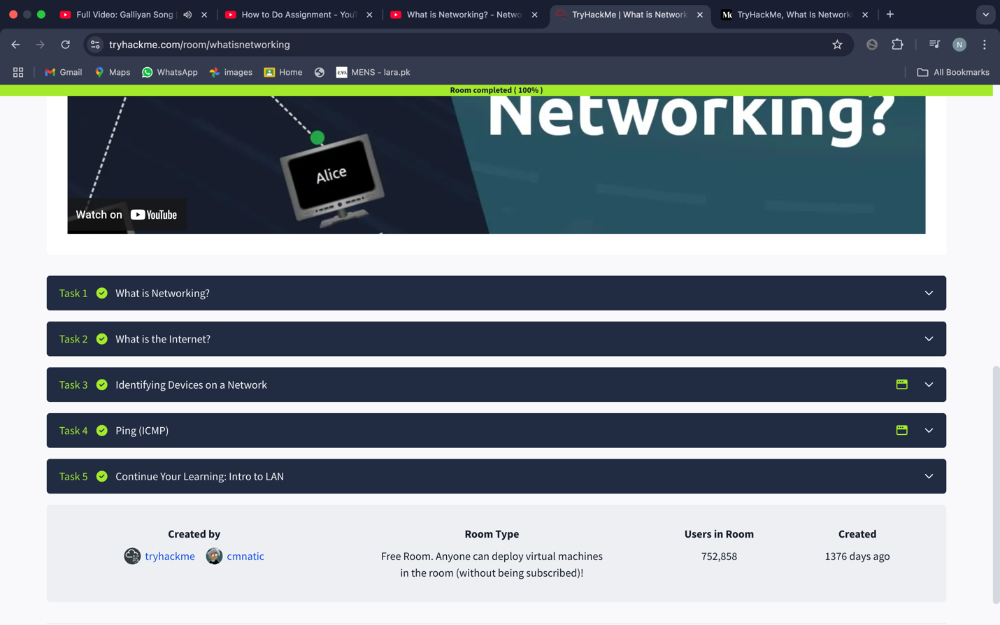 Full Video: Galliyan Song
How to Do Assignment - YouT
What is Networking? - Netwo
TryHackMe | What is Network
TryHackMe, What Is Network
tryhackme.com/room/whatisnetworking
N
Gmail
Maps
WhatsApp
images
Home
MENS - lara.pk
All Bookmarks
Room completed ( 100% )
Networking?
Alice
Watch on YouTube
Task 1 What is Networking?
Task 2 What is the Internet?
Task 3 Identifying Devices on a Network
Task 4 Ping (ICMP)
Task 5 Continue Your Learning: Intro to LAN
Created by
tryhackme cmnatic
Room Type
Free Room. Anyone can deploy virtual machines
in the room (without being subscribed)!
Users in Room
752,858
Created
1376 days ago